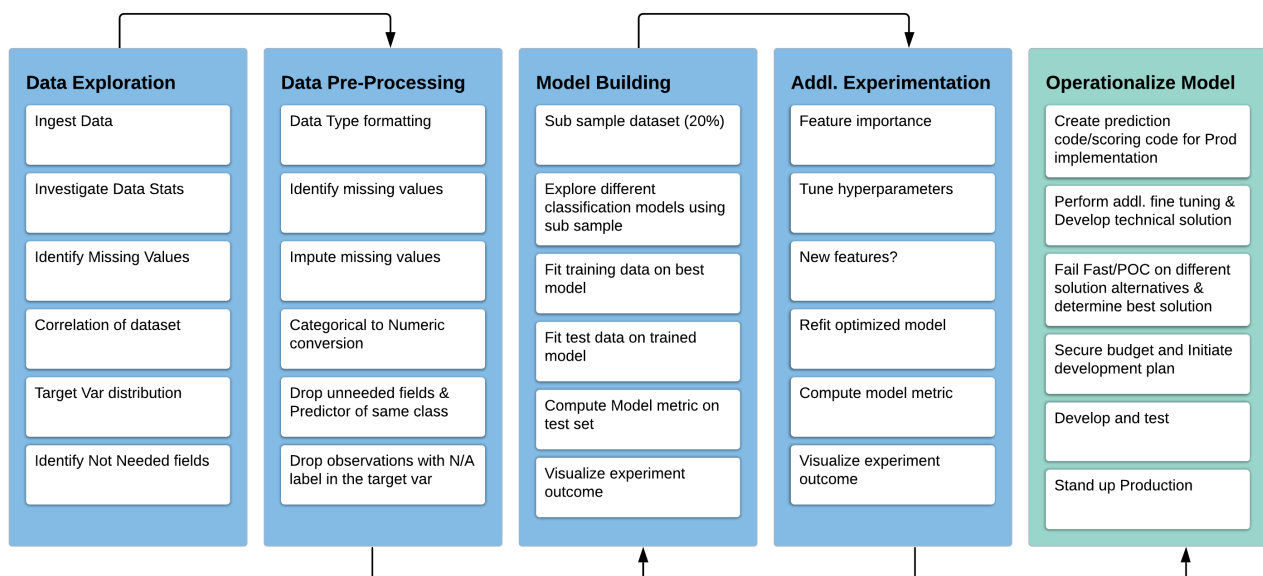 Data Exploration
Ingest Data
Investigate Data Stats
Identify Missing Values
Correlation of dataset
Target Var distribution
Identify Not Needed fields
Data Pre-Processing
Data Type formatting
Identify missing values
Impute missing values
Categorical to Numeric
conversion
Drop unneeded fields &
Predictor of same class
Drop observations with N/A
label in the target var
Model Building
Sub sample dataset (20%)
Explore different
classification models using
sub sample
Fit training data on best
model
Fit test data on trained
model
Compute Model metric on
test set
Visualize experiment
outcome
Addl. Experimentation
Feature importance
Tune hyperparameters
New features?
Refit optimized model
Compute model metric
Visualize experiment
outcome
Operationalize Model
Create prediction
code/scoring code for Prod
implementation
Perform addl. fine tuning &
Develop technical solution
Fail Fast/POC on different
solution alternatives &
determine best solution
Secure budget and Initiate
development plan
Develop and test
Stand up Production